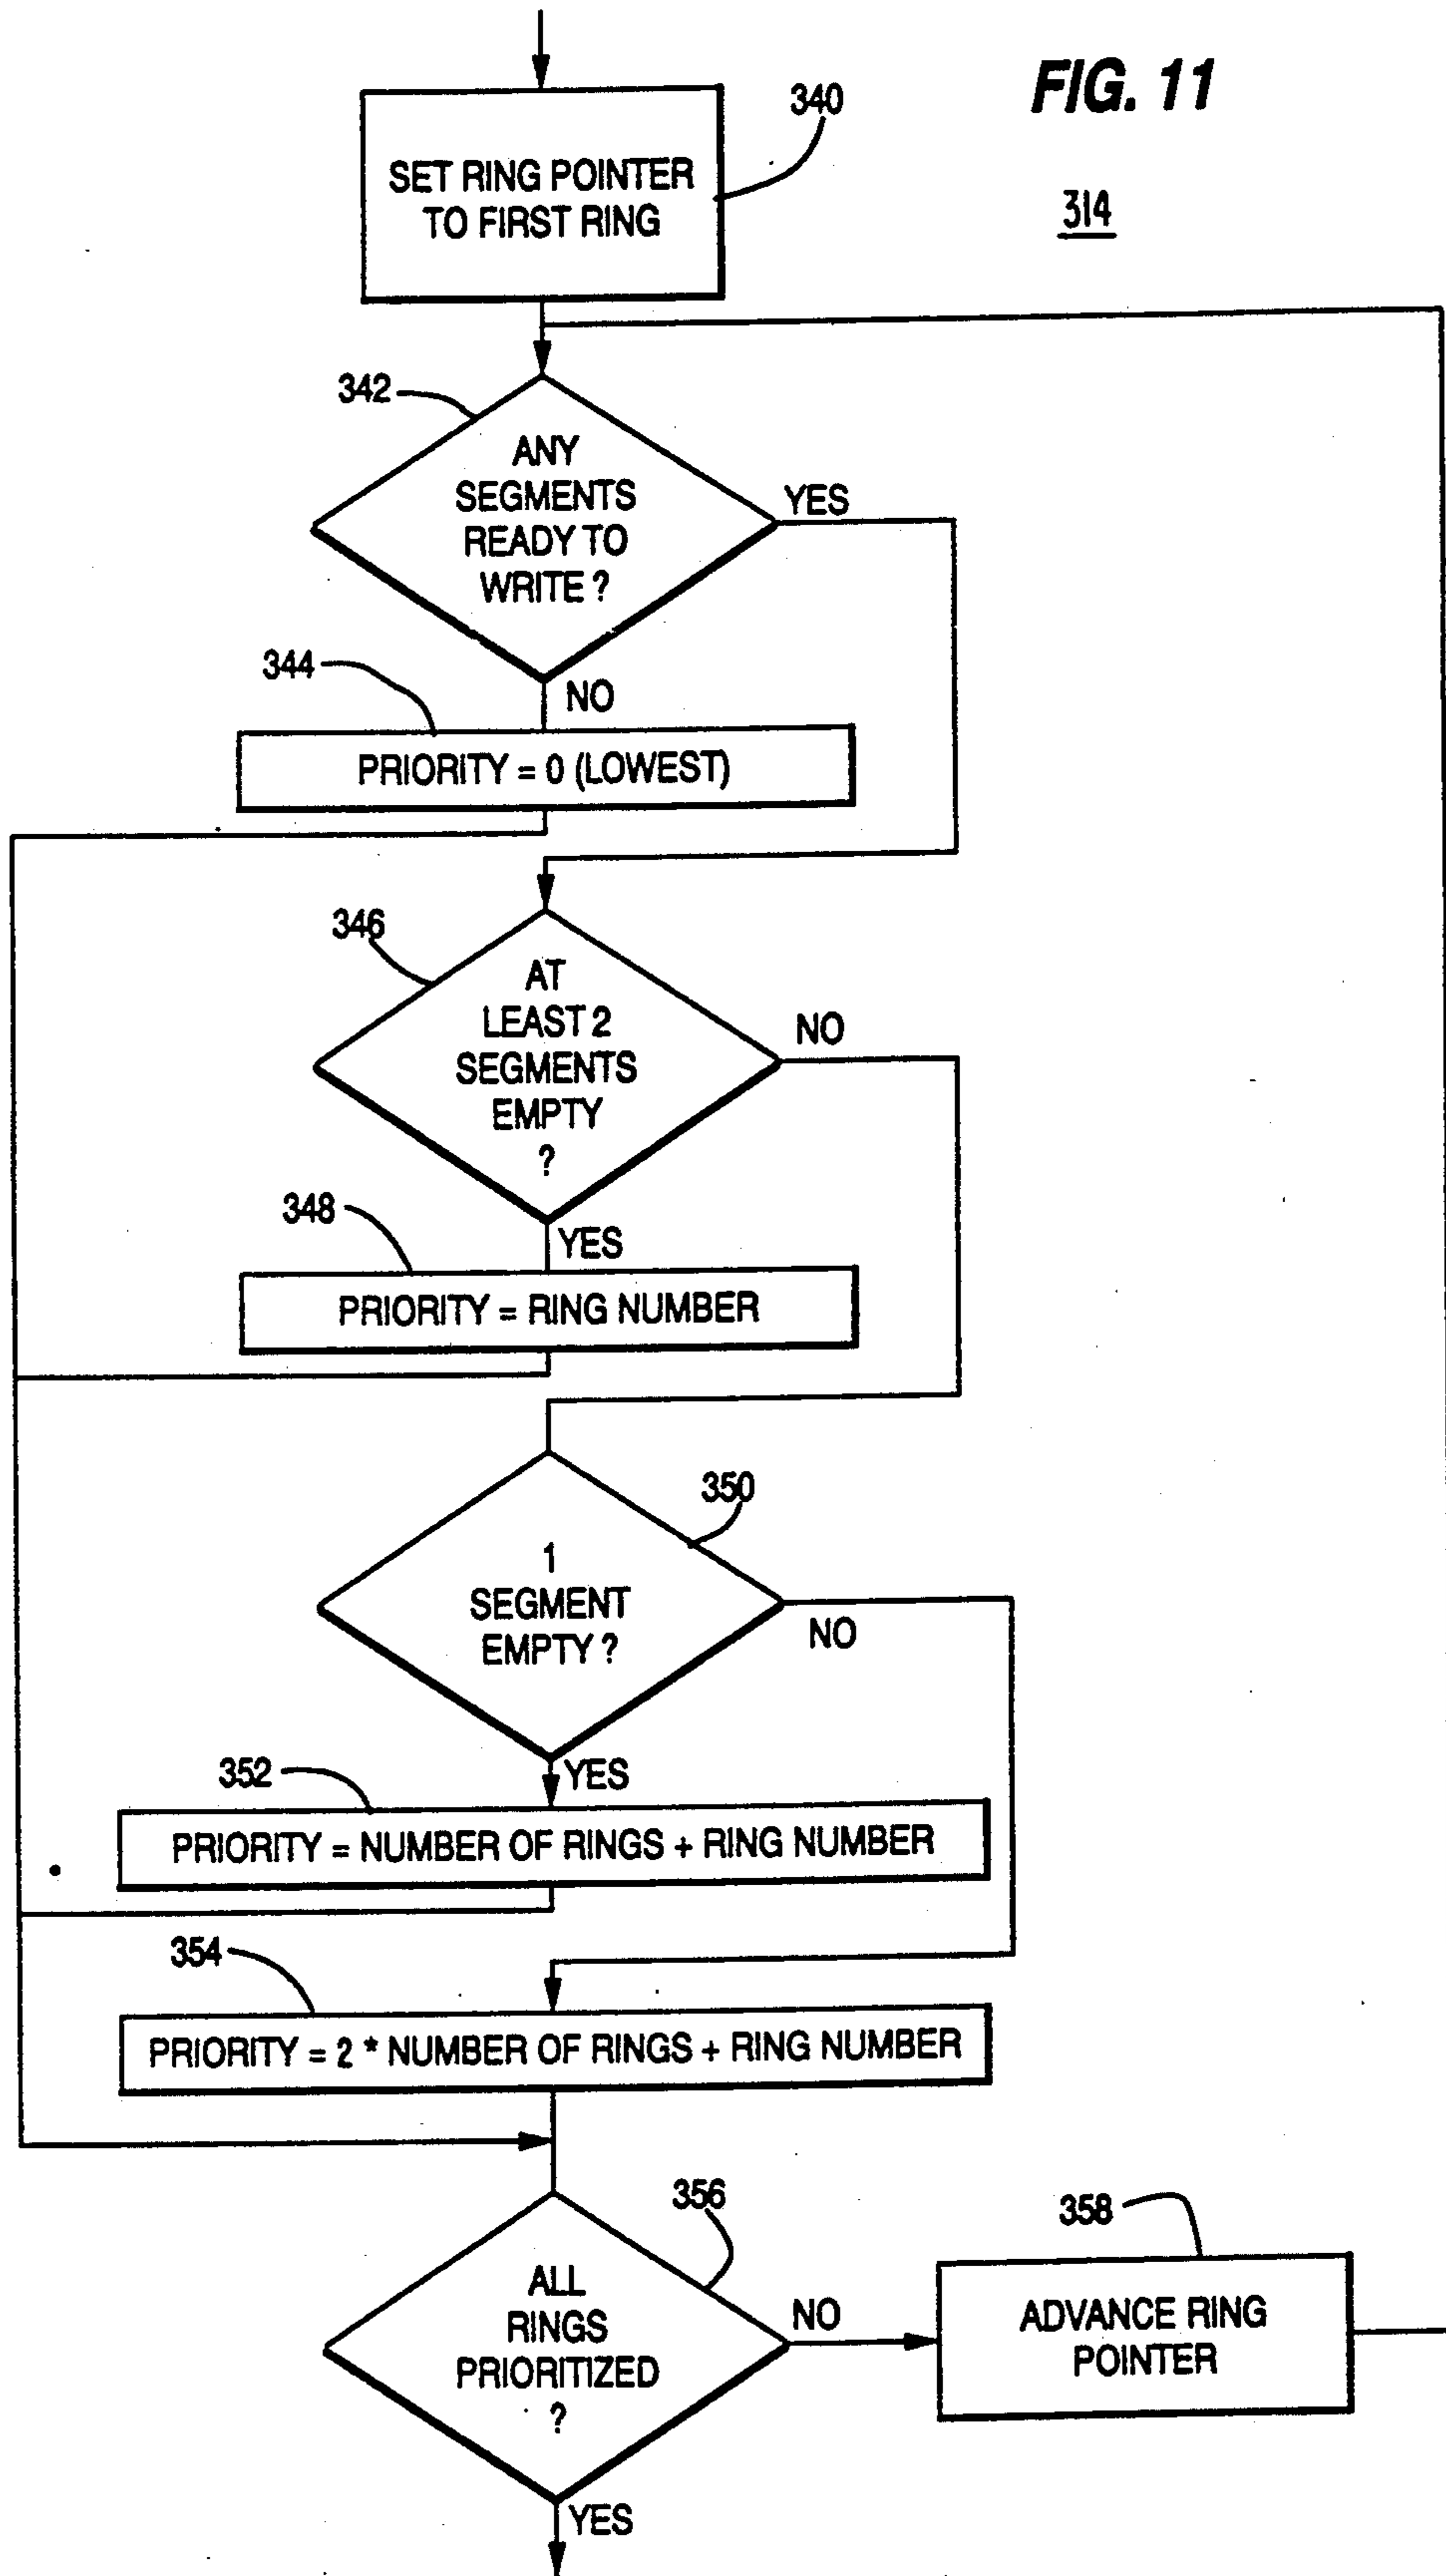 FIG. 11
340
SET RING POINTER
TO FIRST RING
314
342
ANY
SEGMENTS
READY TO
WRITE ?
YES
344
NO
PRIORITY = 0 (LOWEST)
346
AT
LEAST 2
SEGMENTS
EMPTY
?
NO
348
YES
PRIORITY = RING NUMBER
350
1
SEGMENT
EMPTY ?
NO
352
YES
PRIORITY = NUMBER OF RINGS + RING NUMBER
354
PRIORITY = 2 * NUMBER OF RINGS + RING NUMBER
356
358
ALL
RINGS
PRIORITIZED
?
NO
ADVANCE RING
POINTER
YES